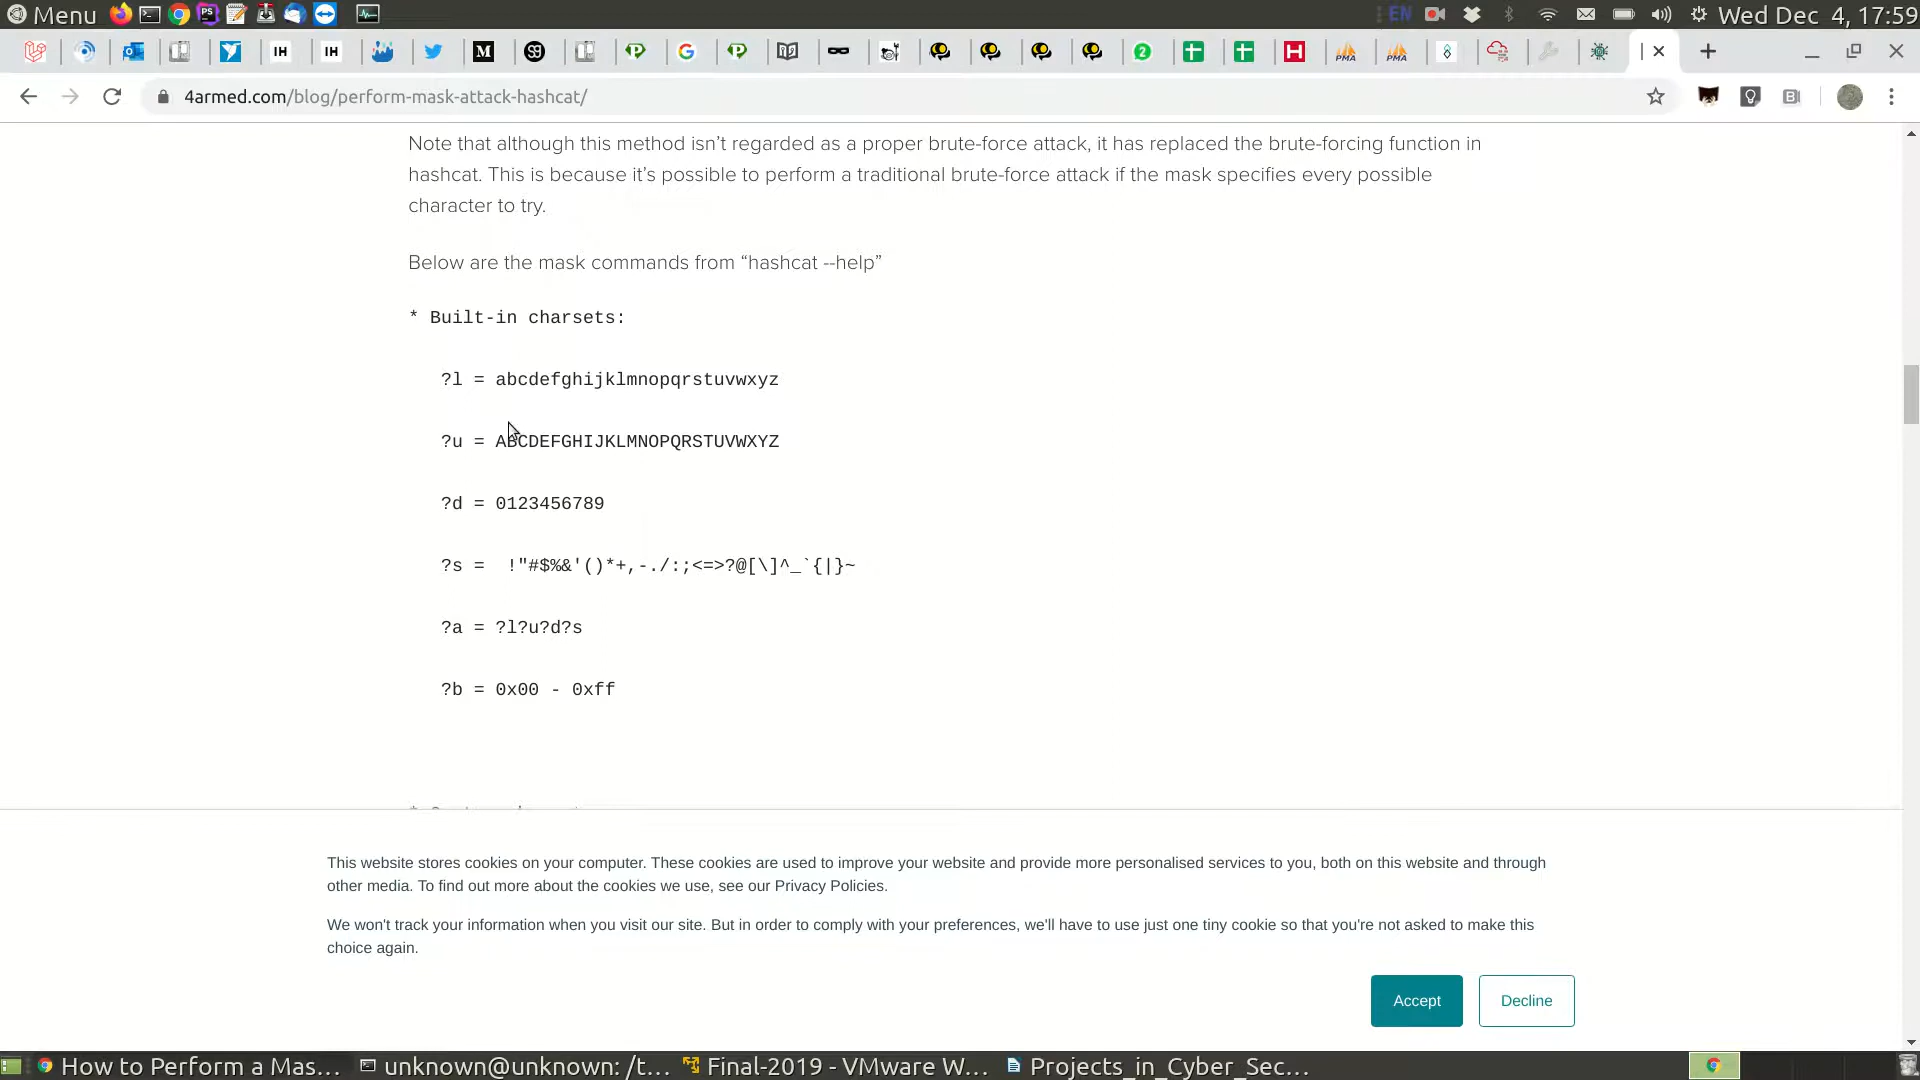 Menu
EN
Wed Dec 4, 17:59
IH
IH
M
G
2
H
PMA
PMA
4armed.com/blog/perform-mask-attack-hashcat/
Note that although this method isn’t regarded as a proper brute-force attack, it has replaced the brute-forcing function in
hashcat. This is because it’s possible to perform a traditional brute-force attack if the mask specifies every possible
character to try.
Below are the mask commands from “hashcat --help”
* Built-in charsets:
?l = abcdefghijklmnopqrstuvwxyz
?u = ABCDEFGHIJKLMNOPQRSTUVWXYZ
?d = 0123456789
?s =  !"#$%&'()*+,-./:;<=>?@[\]^_`{|}~
?a = ?l?u?d?s
?b = 0x00 - 0xff
This website stores cookies on your computer. These cookies are used to improve your website and provide more personalised services to you, both on this website and through
other media. To find out more about the cookies we use, see our Privacy Policies.
We won't track your information when you visit our site. But in order to comply with your preferences, we'll have to use just one tiny cookie so that you're not asked to make this
choice again.
Accept
Decline
How to Perform a Mas...
unknown@unknown: /t...
Final-2019 - VMware W...
Projects_in_Cyber_Sec...